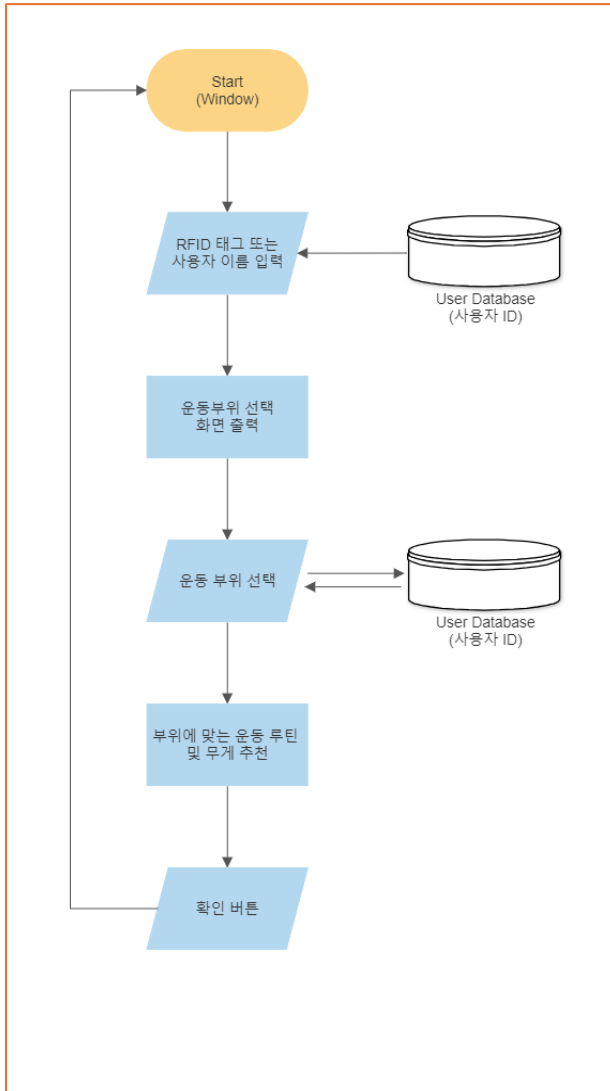 Start
(Window)
RFID 태그 또는
사용자 이름 입력
User Database
(사용자 ID)
운동부위 선택
화면 출력
운동 부위 선택
User Database
(사용자 ID)
부위에 맞는 운동 루틴
및 무게 추천
확인 버튼